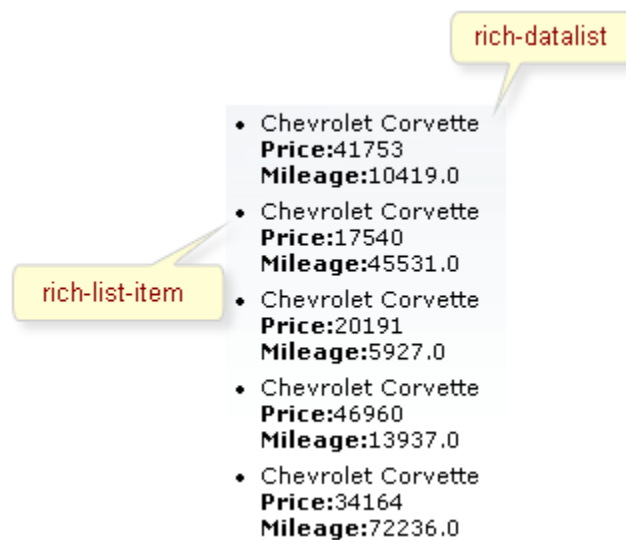 rich-datalist
Chevrolet Corvette
Price:41753
Mileage:10419.0
Chevrolet Corvette
Price:17540
Mileage:45531.0
rich-list-item
Chevrolet Corvette
Price:20191
Mileage:5927.0
Chevrolet Corvette
Price:46960
Mileage:13937.0
Chevrolet Corvette
Price:34164
Mileage:72236.0